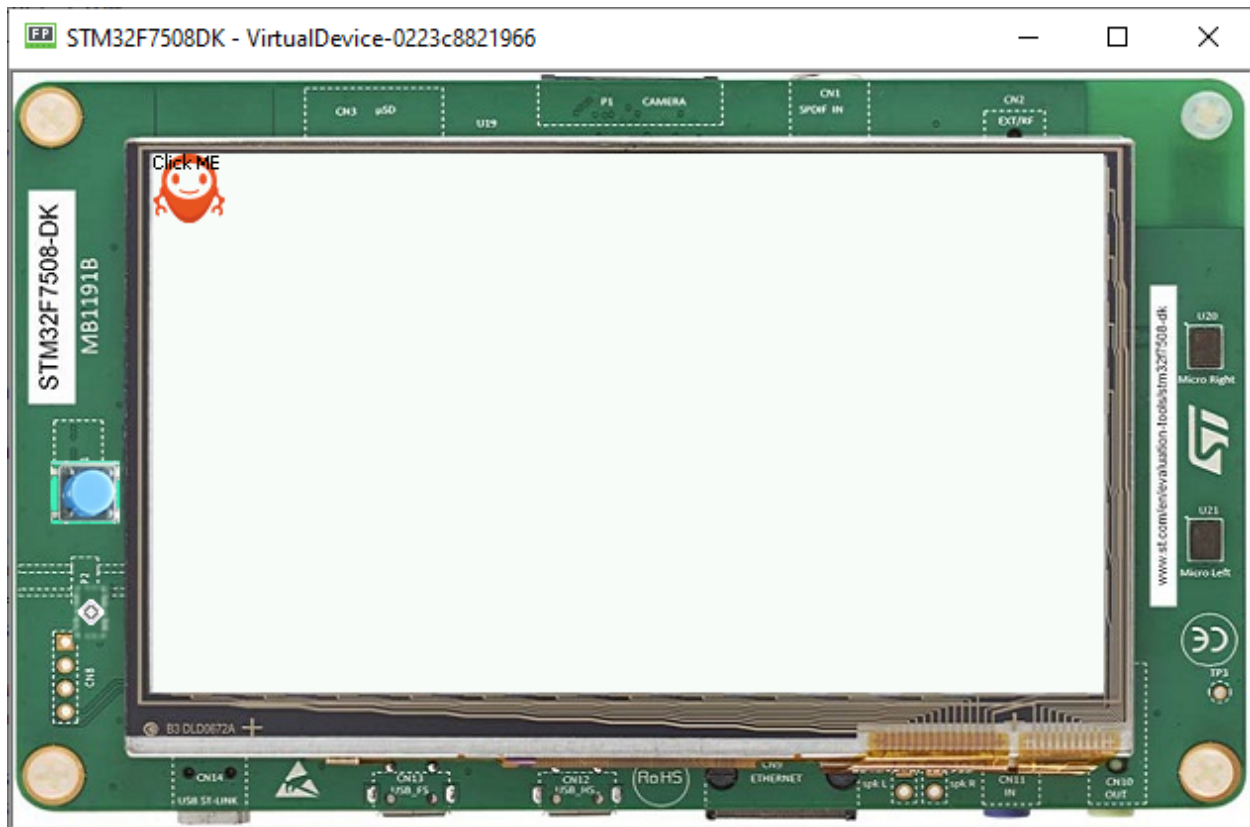 STM32F7508DK - VirtualDevice-0223c8821966
CN3 µSD
U19
P1 CAMERA
CN1
SPDIF IN
CN2
EXT/RF
Click ME
STM32F7508-DK
MB1191B
U20
Micro Right
www.st.com/en/evaluation-tools/stm32f7508-dk
U21
Micro Left
P2
CN8
TP3
B3 DLD0672A
CN14
USB ST-LINK
CN13
USB_FS
CN12
USB_HS
RoHS
CN9
ETHERNET
spk L
spk R
CN11
IN
CN10
OUT